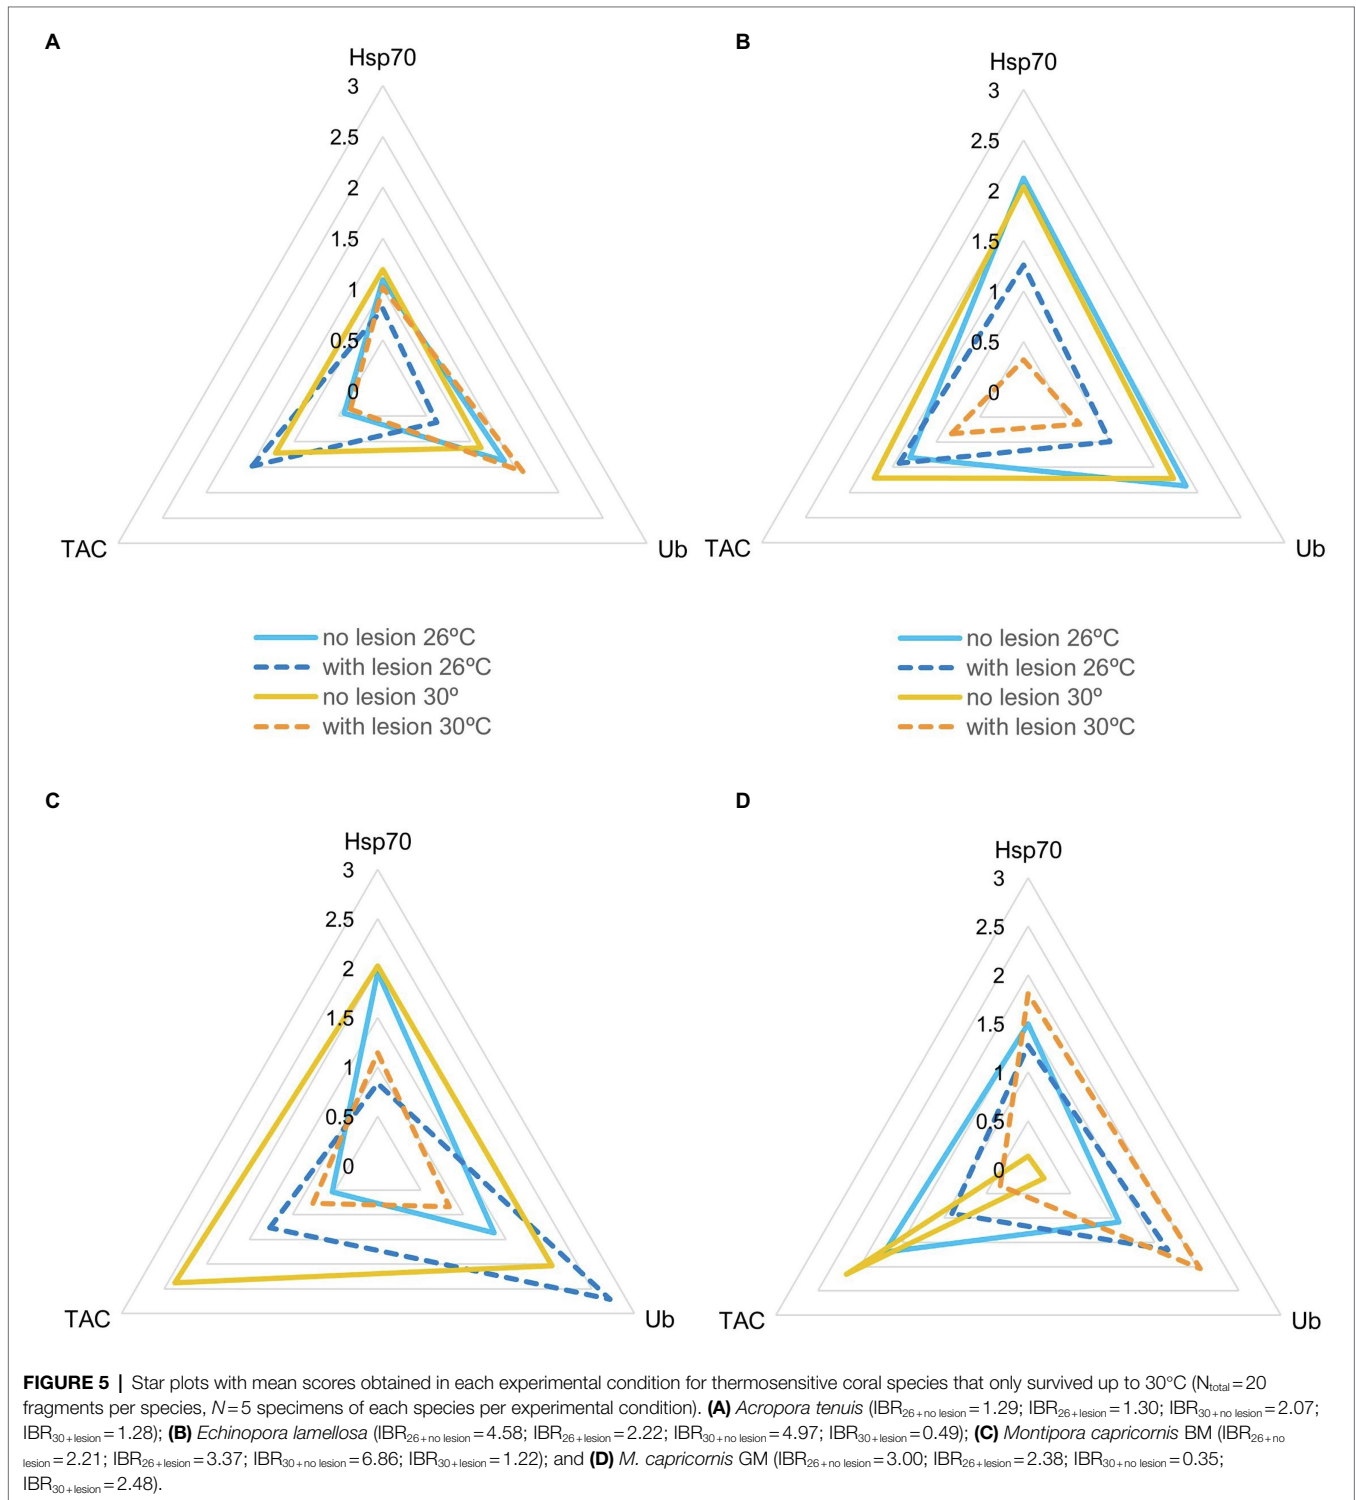 A
Hsp70
3
2.5
2
1.5
1
0.5
0
TAC
Ub
B
Hsp70
3
2.5
2
1.5
1
0.5
0
TAC
Ub
no lesion 26ºC
with lesion 26ºC
no lesion 30º
with lesion 30ºC
no lesion 26ºC
with lesion 26ºC
no lesion 30º
with lesion 30ºC
C
Hsp70
3
2.5
2
1.5
1
0.5
0
TAC
Ub
D
Hsp70
3
2.5
2
1.5
1
0.5
0
TAC
Ub
FIGURE 5 | Star plots with mean scores obtained in each experimental condition for thermosensitive coral species that only survived up to 30°C (Ntotal = 20
fragments per species, N = 5 specimens of each species per experimental condition). (A) Acropora tenuis (IBR26 + no lesion = 1.29; IBR26 + lesion = 1.30; IBR30 + no lesion = 2.07;
IBR30 + lesion = 1.28); (B) Echinopora lamellosa (IBR26 + no lesion = 4.58; IBR26 + lesion = 2.22; IBR30 + no lesion = 4.97; IBR30 + lesion = 0.49); (C) Montipora capricornis BM (IBR26 + no
lesion = 2.21; IBR26 + lesion = 3.37; IBR30 + no lesion = 6.86; IBR30 + lesion = 1.22); and (D) M. capricornis GM (IBR26 + no lesion = 3.00; IBR26 + lesion = 2.38; IBR30 + no lesion = 0.35;
IBR30 + lesion = 2.48).